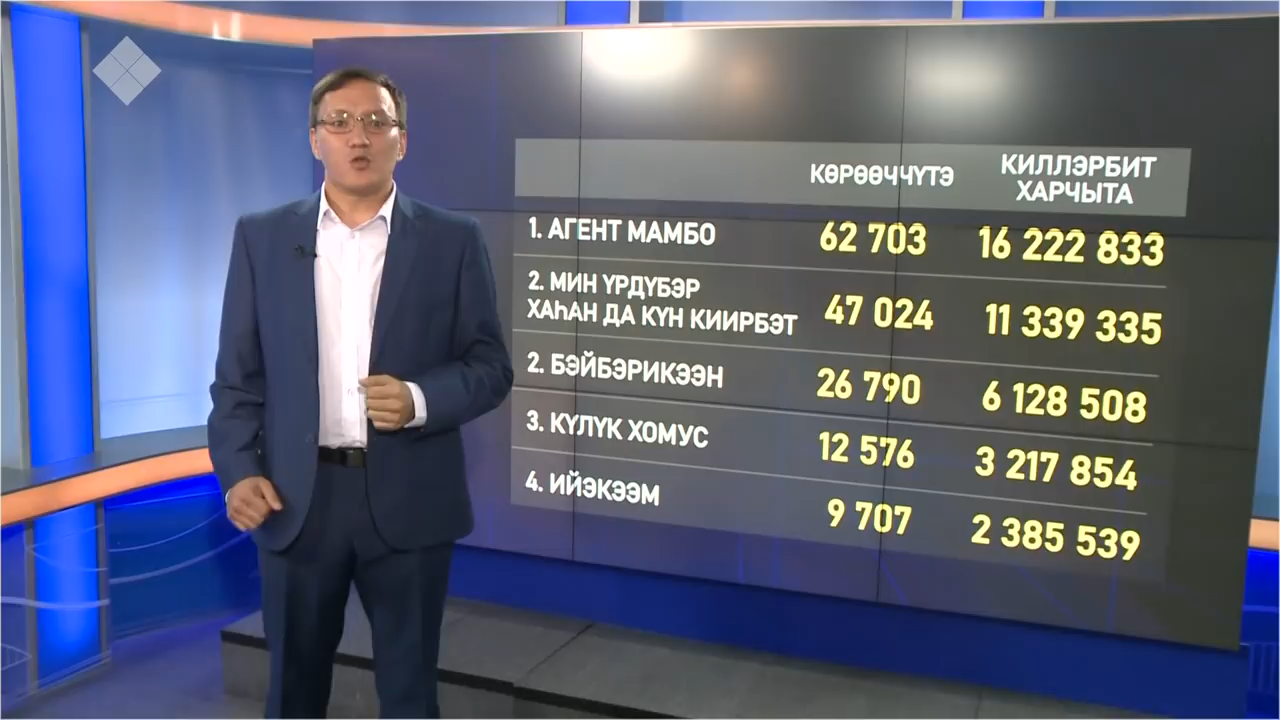 КӨРӨӨЧЧҮТЭ
КИЛЛЭРБИТ
ХАРЧЫТА
1. АГЕНТ МАМБО 62 703 16 222 833
2. МИН ҮРДҮБЭР
ХАҺАН ДА КҮН КИИРБЭТ 47 024 11 339 335
2. БЭЙБЭРИКЭЭН 26 790 6 128 508
3. КҮЛҮК ХОМУС 12 576 3 217 854
4. ИЙЭКЭЭМ 9 707 2 385 539